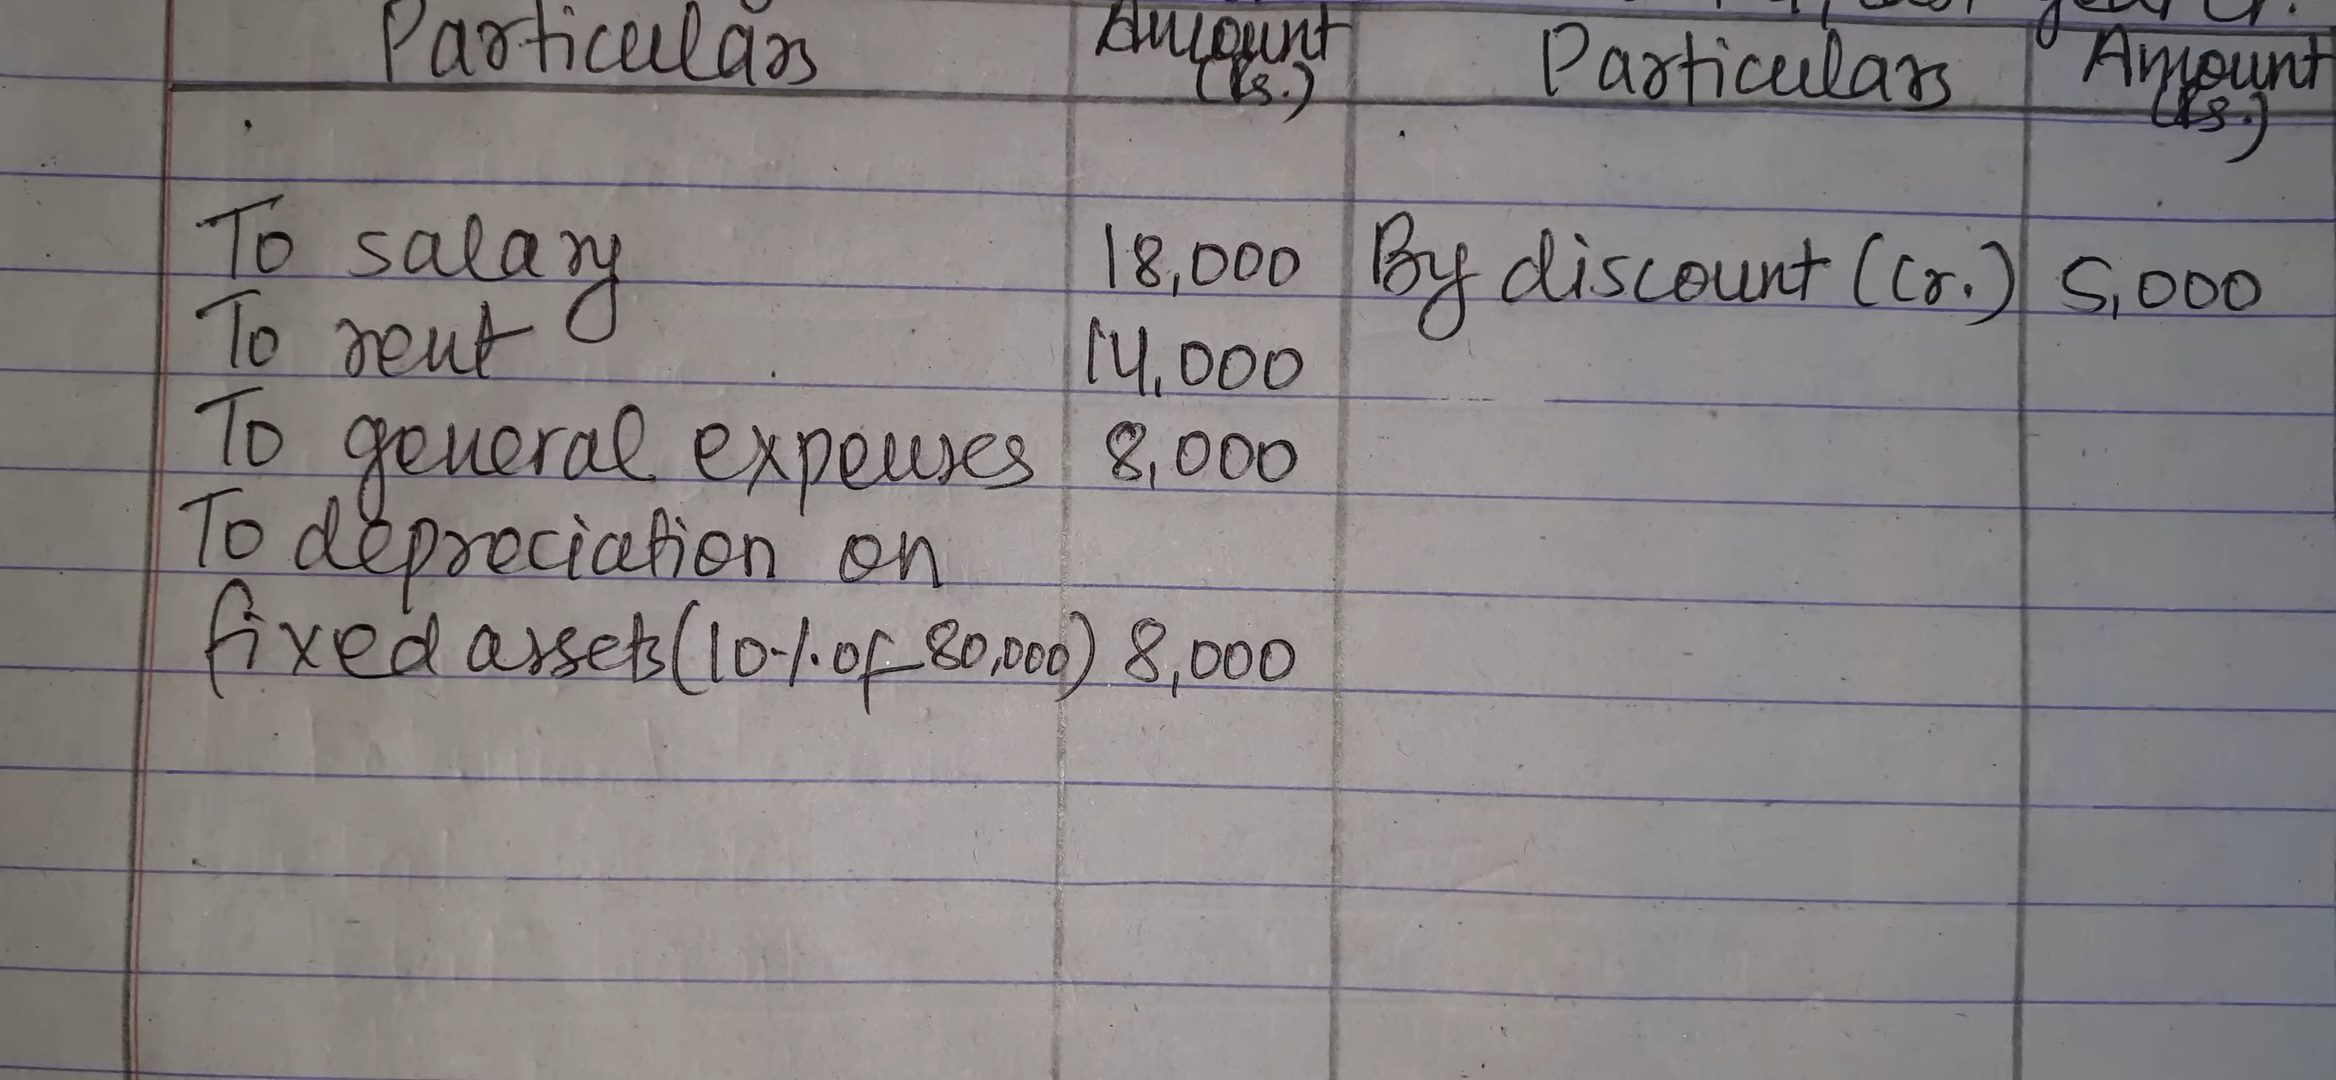 Particulars Amount (Rs.) Particulars Amount (Rs.)
To salary 18,000 By discount (Cr.) 5,000
To rent 14,000
To general expenses 8,000
To depreciation on
fixed assets (10% of 80,000) 8,000